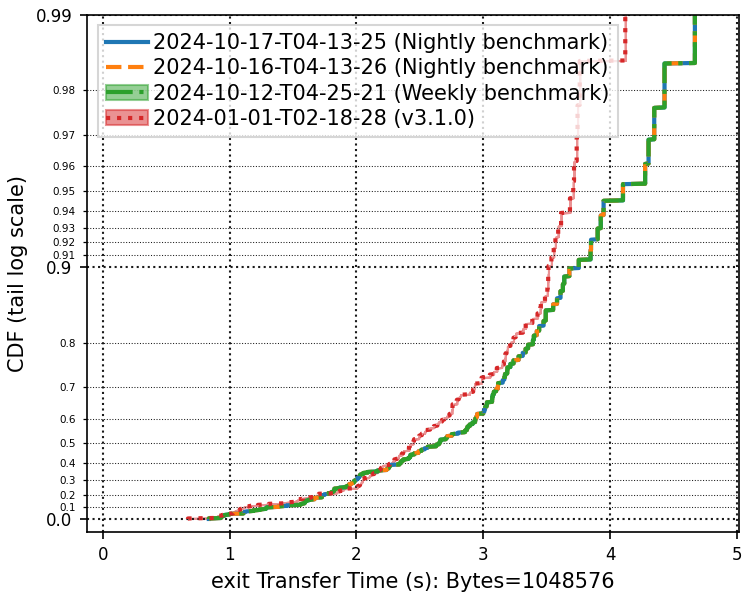 0.99
2024-10-17-T04-13-25 (Nightly benchmark)
2024-10-16-T04-13-26 (Nightly benchmark)
2024-10-12-T04-25-21 (Weekly benchmark)
2024-01-01-T02-18-28 (v3.1.0)
0.98
0.97
0.96
0.95
0.94
0.93
0.92
0.91
0.9
0.8
0.7
0.6
0.5
0.4
0.3
0.2
0.1
0.0
CDF (tail log scale)
0 1 2 3 4 5
exit Transfer Time (s): Bytes=1048576